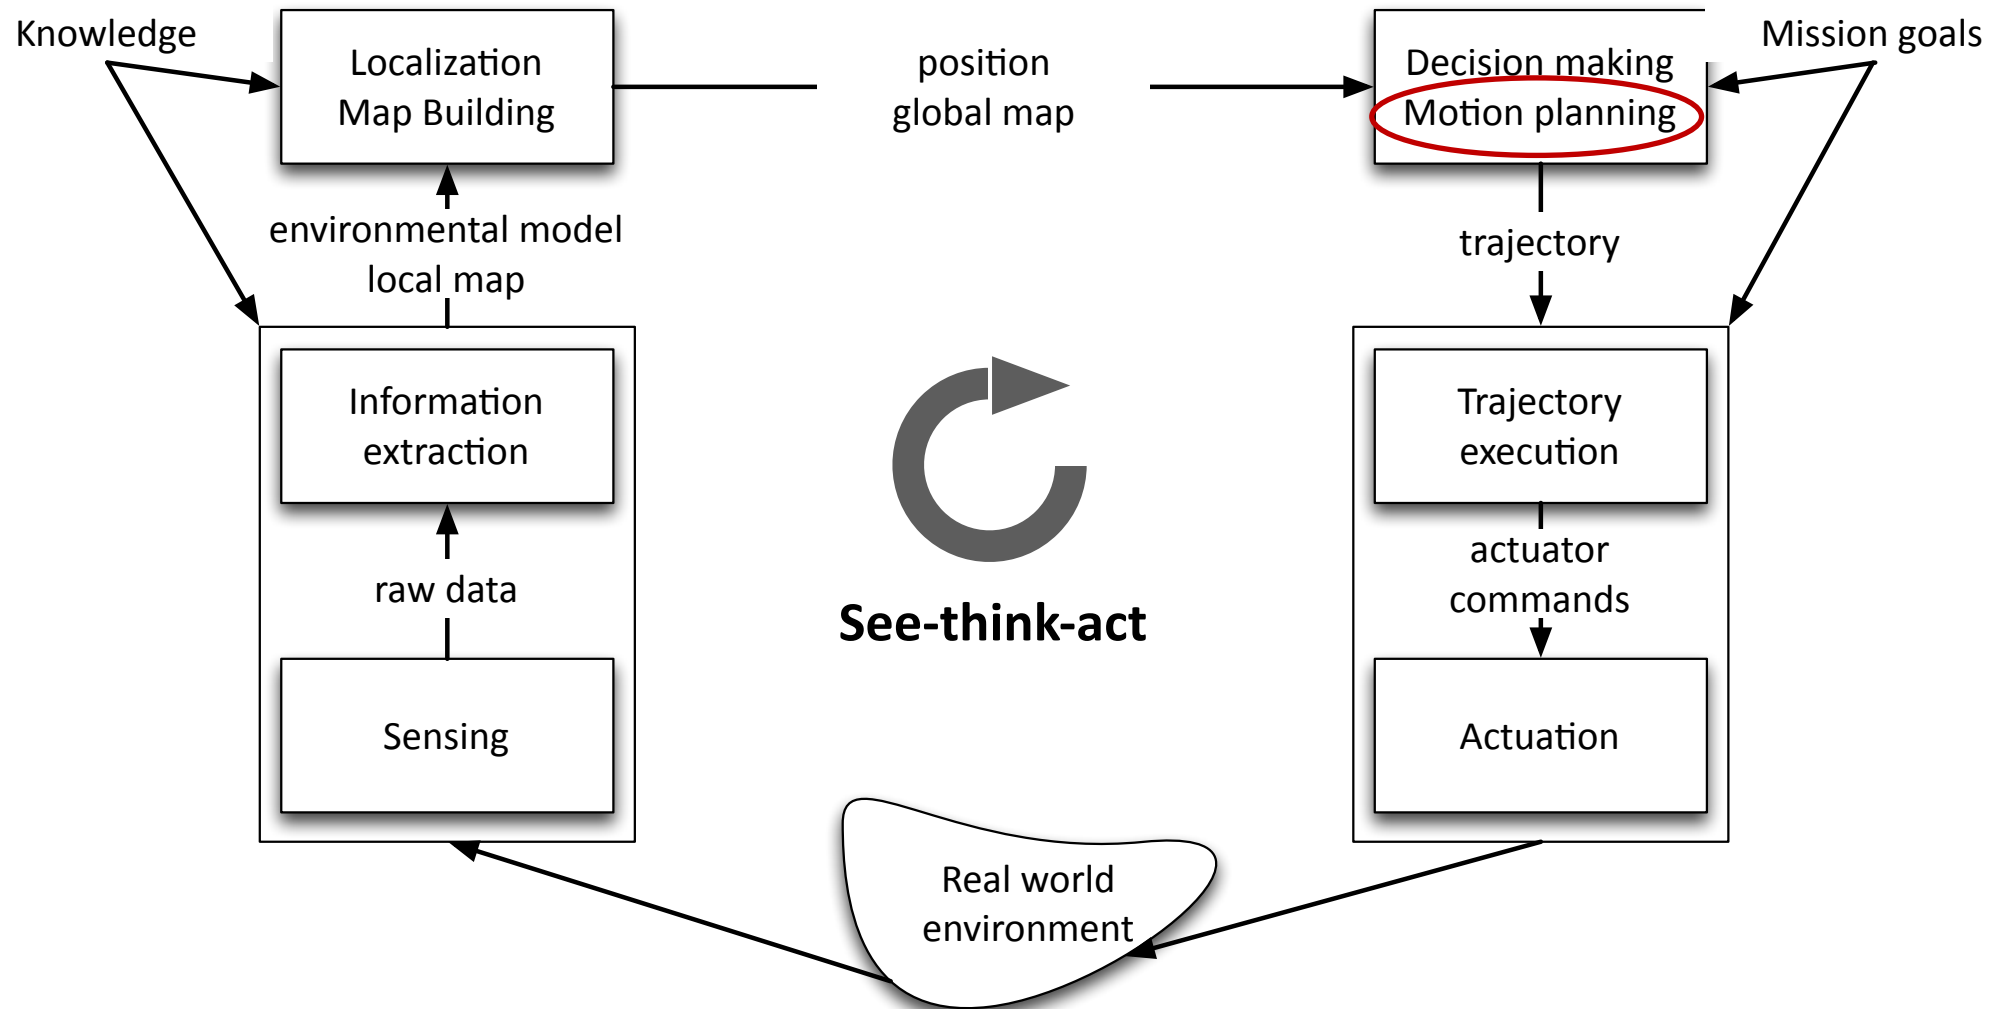 Knowledge
Localization
Map Building
position
global map
Decision making
Motion planning
Mission goals
environmental model
local map
trajectory
Information
extraction
raw data
Sensing
See-think-act
Trajectory
execution
actuator
commands
Actuation
Real world
environment